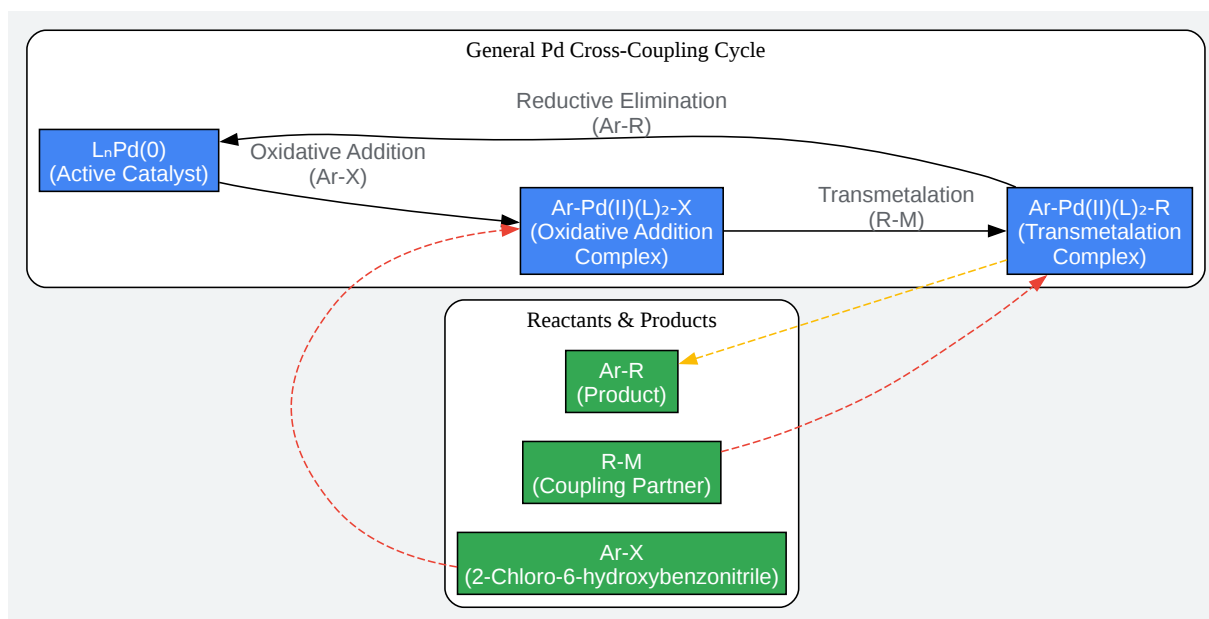 General Pd Cross-Coupling Cycle
Reductive Elimination
(Ar-R)
LₙPd(0)
(Active Catalyst)
Oxidative Addition
(Ar-X)
Ar-Pd(II)(L)₂-X
(Oxidative Addition
Complex)
Transmetalation
(R-M)
Ar-Pd(II)(L)₂-R
(Transmetalation
Complex)
Reactants & Products
Ar-R
(Product)
R-M
(Coupling Partner)
Ar-X
(2-Chloro-6-hydroxybenzonitrile)